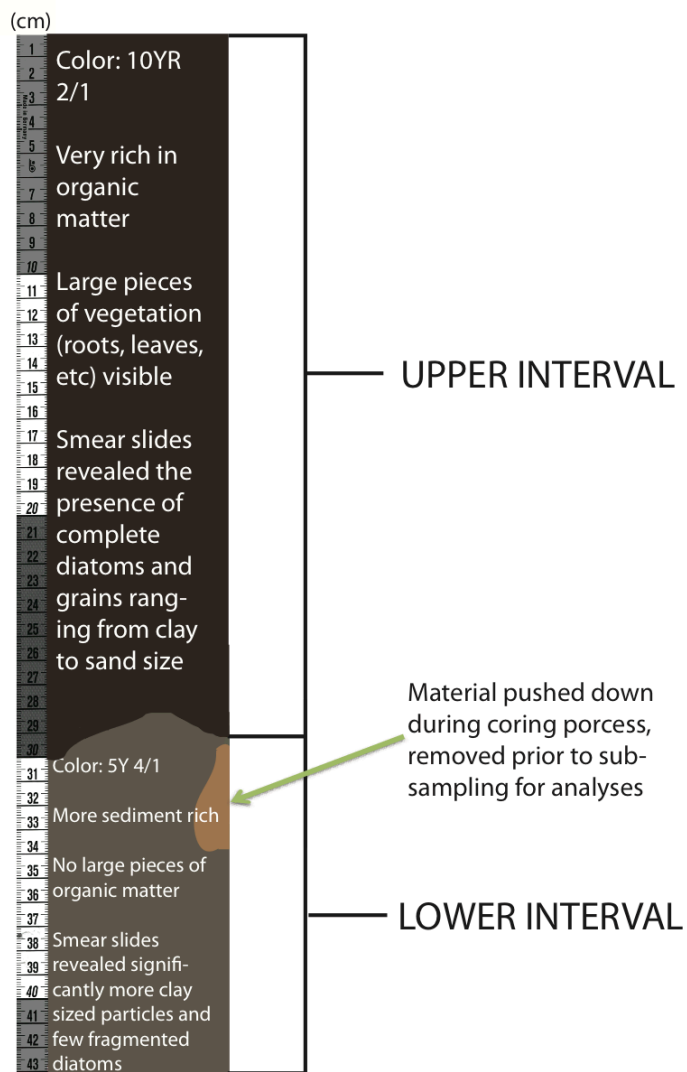 (cm)
1
2
3
4
5
6
7
8
9
10
11
12
13
14
15
16
17
18
19
20
21
22
23
24
25
26
27
28
29
30
31
32
33
34
35
36
37
38
39
40
41
42
43
Color: 10YR
2/1
Very rich in
organic
matter
Large pieces
of vegetation
(roots, leaves,
etc) visible
Smear slides
revealed the
presence of
complete
diatoms and
grains rang-
ing from clay
to sand size
UPPER INTERVAL
Material pushed down
during coring porcess,
removed prior to sub-
sampling for analyses
Color: 5Y 4/1
More sediment rich
No large pieces of
organic matter
Smear slides
revealed signifi-
cantly more clay
sized particles and
few fragmented
diatoms
LOWER INTERVAL